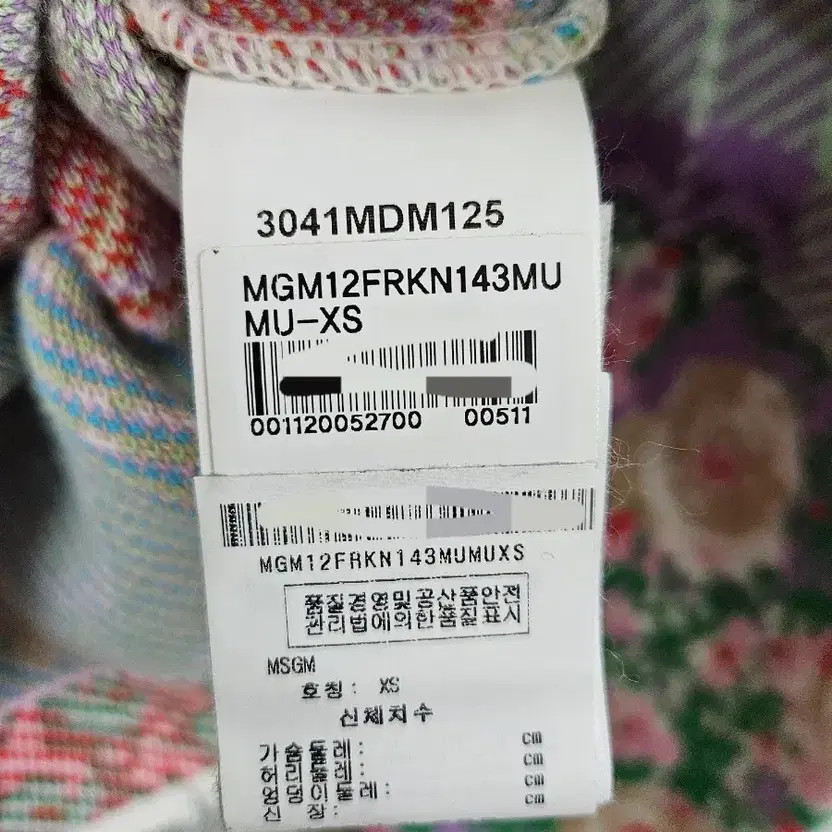 3041MDM125
MGM12FRKN143MU
MU-XS
001120052700 00511
MGM12FRKN143MUMUXS
품질경영및공산품안전
관리법에의한품질표시
MSGM
호칭: XS
신체치수
가슴둘레: cm
허리둘레: cm
엉덩이둘레: cm
신장: cm